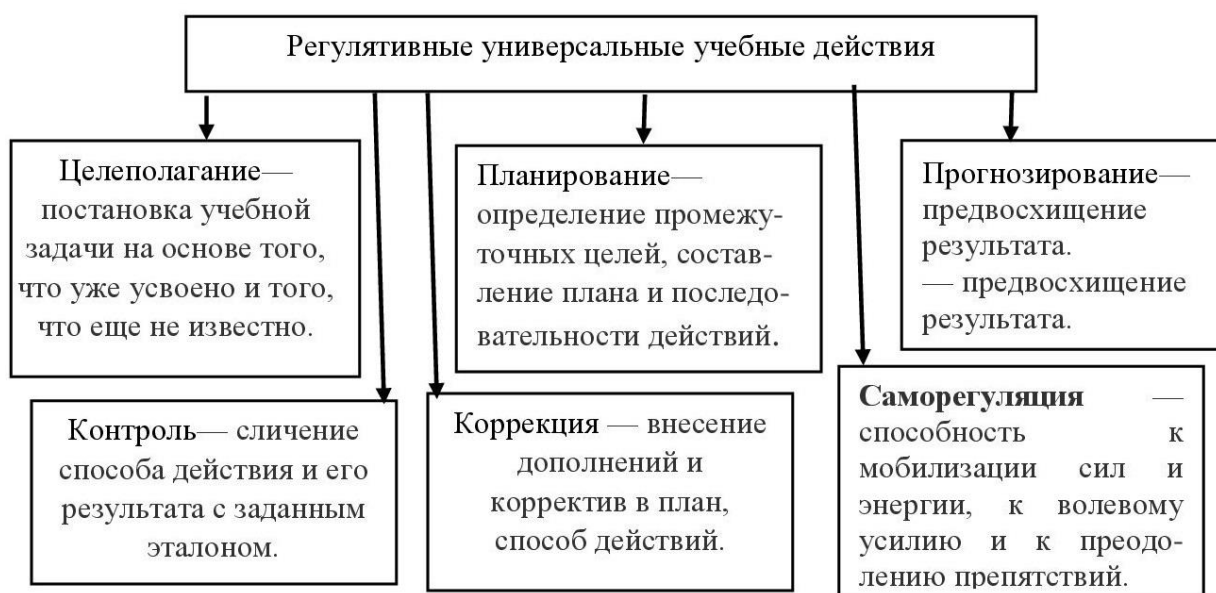 Регулятивные универсальные учебные действия
Целеполагание—
постановка учебной
задачи на основе того,
что уже усвоено и того,
что еще не известно.
Планирование—
определение промежу-
точных целей, состав-
ление плана и последо-
вательности действий.
Прогнозирование—
предвосхищение
результата.
— предвосхищение
результата.
Контроль— сличение
способа действия и его
результата с заданным
эталоном.
Коррекция — внесение
дополнений и
корректив в план,
способ действий.
Саморегуляция —
способность к
мобилизации сил и
энергии, к волевому
усилию и к преодо-
лению препятствий.